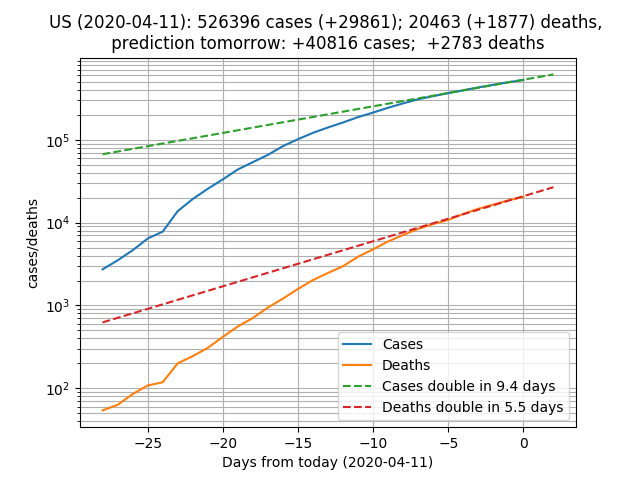 US (2020-04-11): 526396 cases (+29861); 20463 (+1877) deaths,
prediction tomorrow: +40816 cases;  +2783 deaths
cases/deaths
10^5
10^4
10^3
10^2
Cases
Deaths
Cases double in 9.4 days
Deaths double in 5.5 days
−25 −20 −15 −10 −5 0
Days from today (2020-04-11)